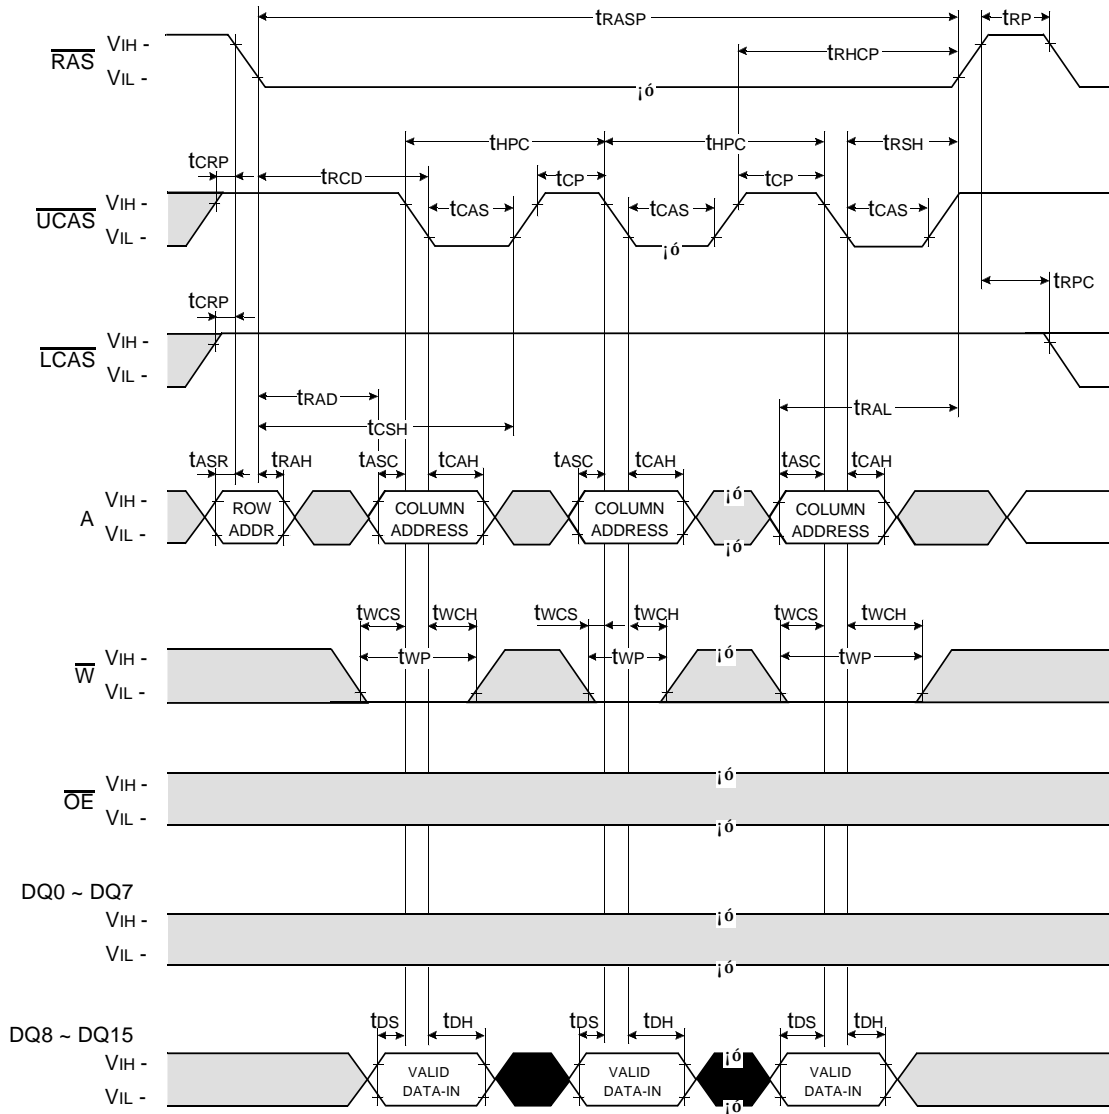 tRASP
tRP
RAS
VIH -
VIL -
tRHCP
¡ó
tHPC
tHPC
tRSH
tCRP
tRCD
tCP
tCP
UCAS
VIH -
VIL -
tCAS
tCAS
tCAS
¡ó
tRPC
tCRP
LCAS
VIH -
VIL -
tRAD
tCSH
tRAL
tASR
tRAH
tASC
tCAH
tASC
tCAH
tASC
tCAH
A
VIH -
VIL -
ROW
ADDR
COLUMN
ADDRESS
COLUMN
ADDRESS
¡ó
¡ó
COLUMN
ADDRESS
tWCS
tWCH
tWCS
tWCH
tWCS
tWCH
W
VIH -
VIL -
tWP
tWP
¡ó
tWP
OE
VIH -
VIL -
¡ó
¡ó
DQ0 ~ DQ7
VIH -
VIL -
¡ó
¡ó
DQ8 ~ DQ15
tDS
tDH
tDS
tDH
tDS
tDH
VIH -
VIL -
VALID
DATA-IN
VALID
DATA-IN
¡ó
¡ó
VALID
DATA-IN